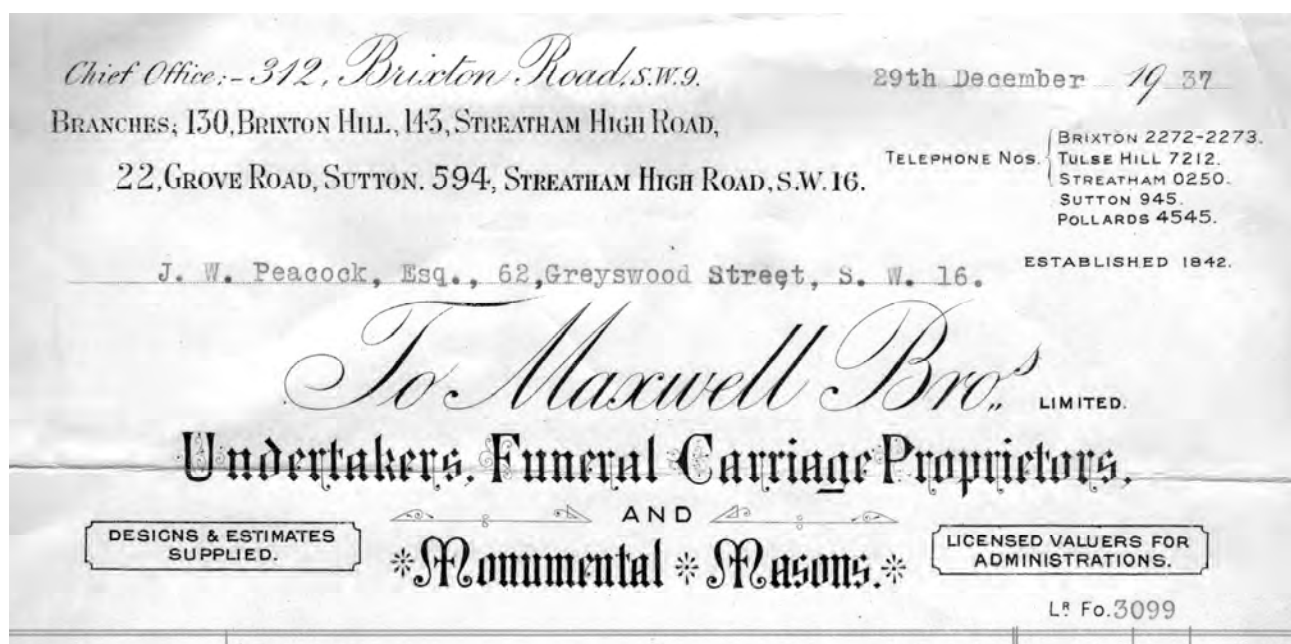 Chief Office:- 312, Brixton Road, S.W.9.
29th December 1937
BRANCHES; 130, BRIXTON HILL, 143, STREATHAM HIGH ROAD,
22, GROVE ROAD, SUTTON. 594, STREATHAM HIGH ROAD, S.W.16.
TELEPHONE NOS.
BRIXTON 2272-2273.
TULSE HILL 7212.
STREATHAM 0250.
SUTTON 945.
POLLARDS 4545.
J. W. Peacock, Esq., 62,Greyswood Street, S. W. 16.
ESTABLISHED 1842.
To Maxwell Bros., LIMITED.
Undertakers, Funeral Carriage Proprietors,
AND
DESIGNS & ESTIMATES
SUPPLIED.
Monumental * Masons.
LICENSED VALUERS FOR
ADMINISTRATIONS.
LR FO. 3099